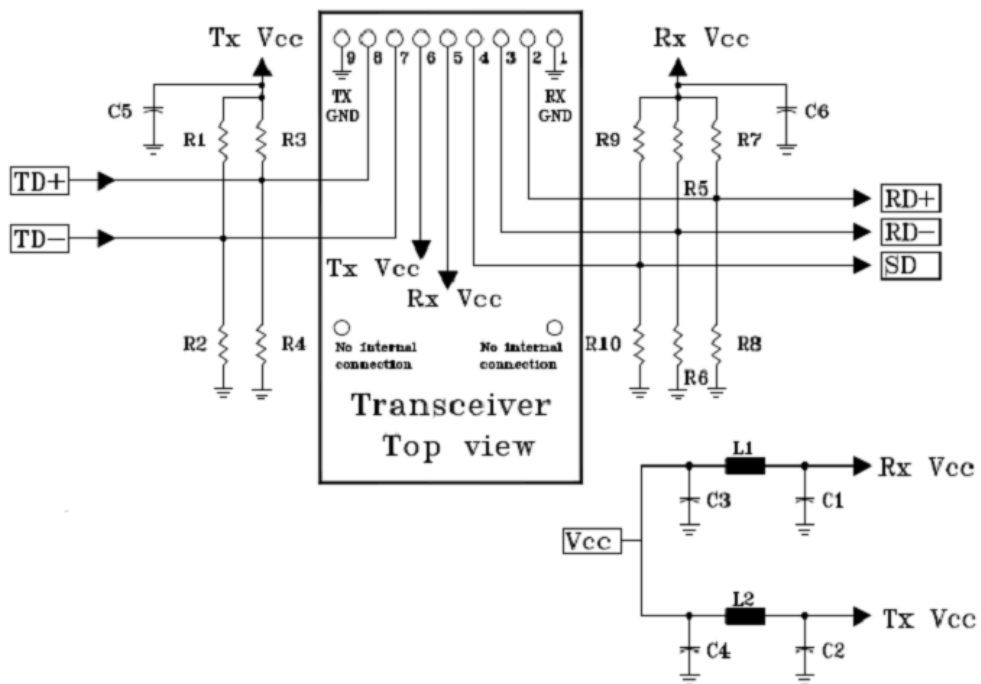 Tx Vcc
Rx Vcc
9 8 7 6 5 4 3 2 1
TX
GND
RX
GND
C5
R1
R3
R9
R7
C6
TD+
R5
RD+
TD-
RD-
SD
Tx Vcc
Rx Vcc
R2
R4
No internal
connection
No internal
connection
R10
R6
R8
Transceiver
Top view
L1
Rx Vcc
C3
C1
Vcc
L2
Tx Vcc
C4
C2